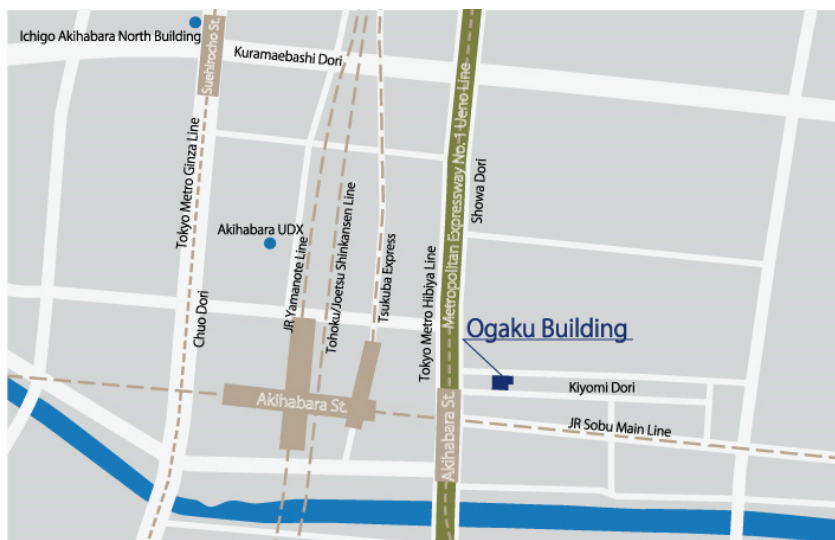 Ichigo Akihabara North Building
Suehirocho St.
Kuramaebashi Dori
Metropolitan Expressway No. 1 Ueno Line
Tokyo Metro Ginza Line
Showa Dori
Akihabara UDX
JR Yamanote Line
Tohoku/Joetsu Shinkansen Line
Tsukuba Express
Tokyo Metro Hibiya Line
Chuo Dori
Ogaku Building
Kiyomi Dori
Akihabara St.
Akihabara St.
JR Sobu Main Line